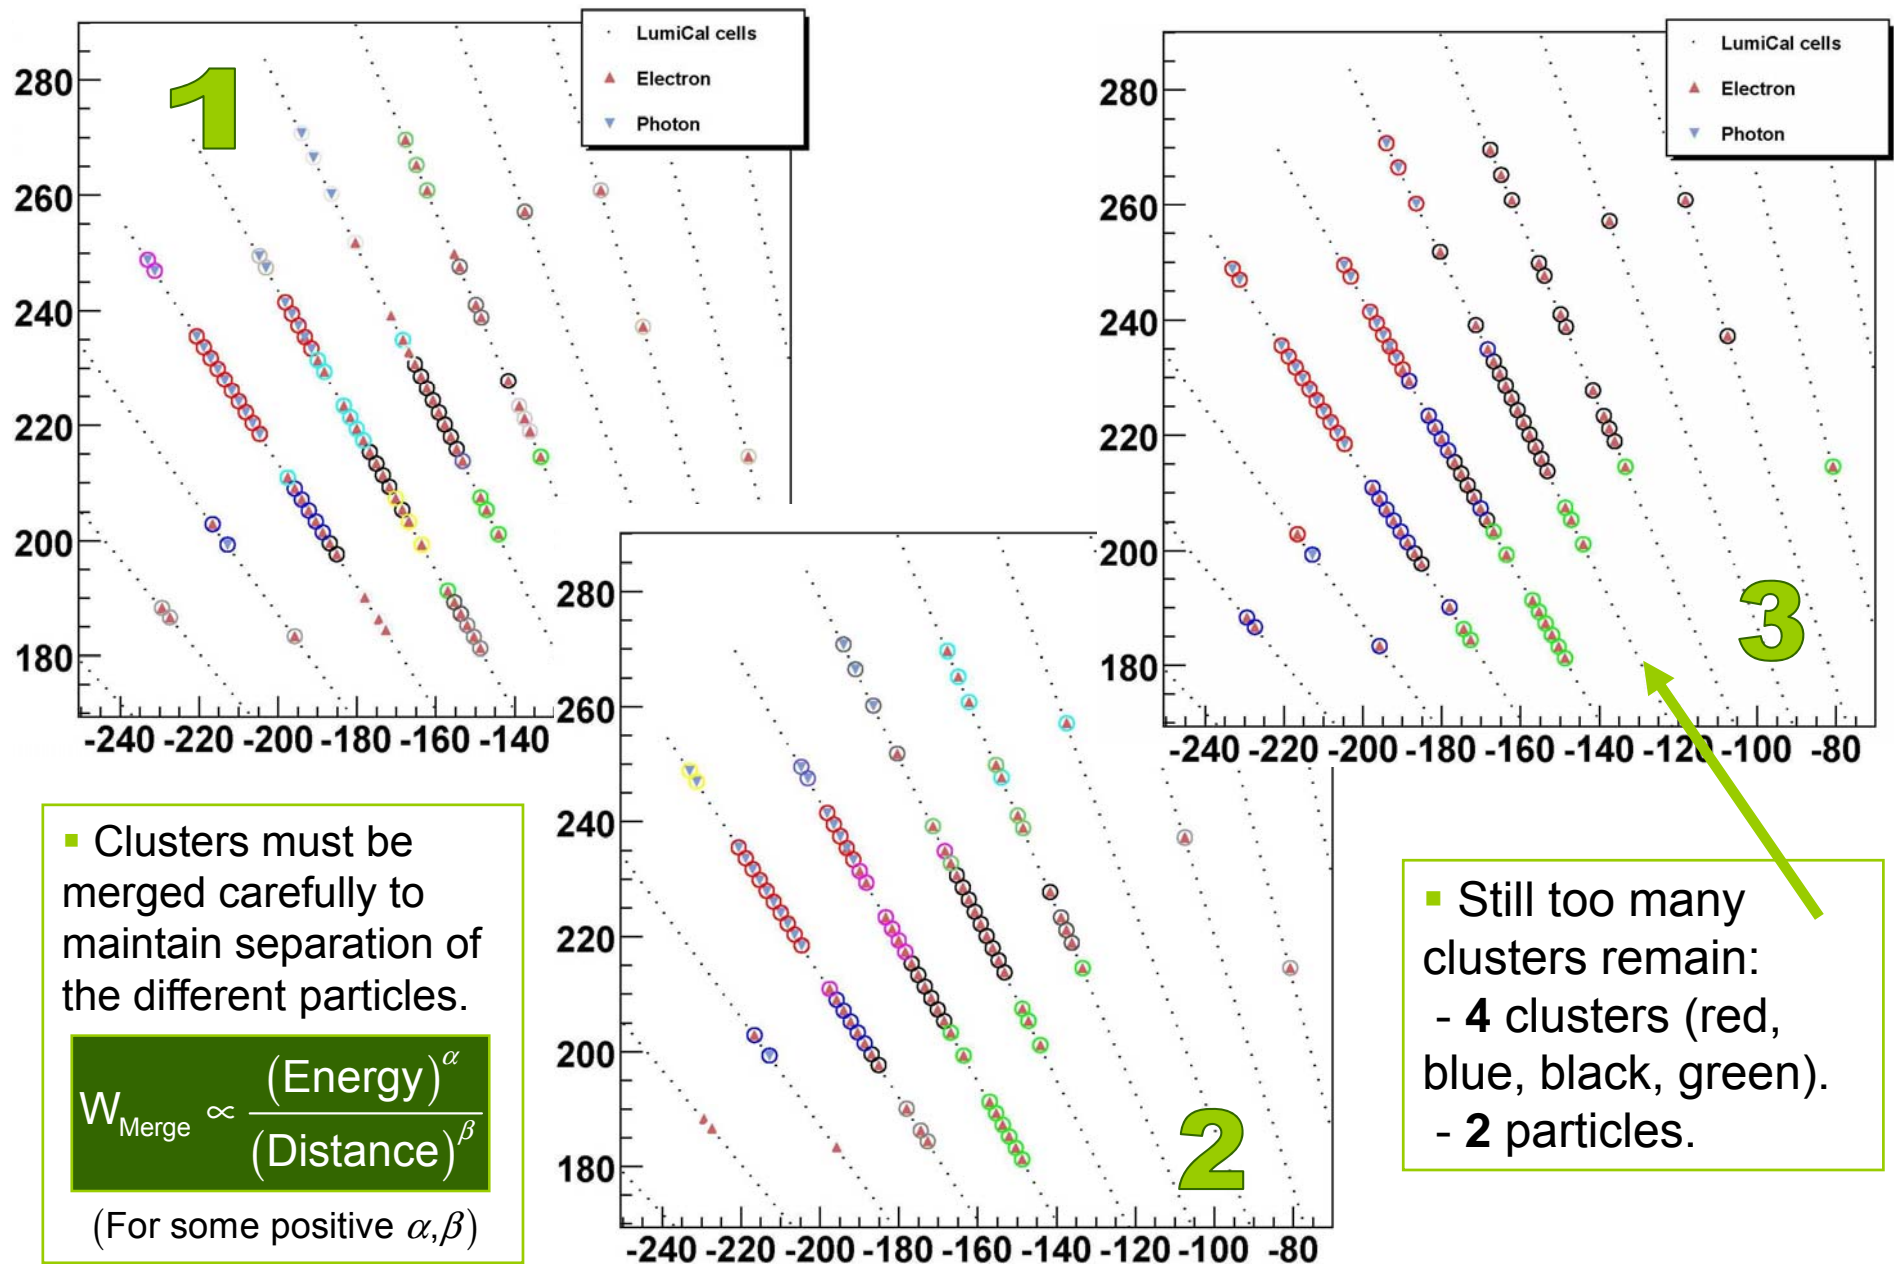 1
LumiCal cells
Electron
Photon
280
260
240
220
200
180
-240 -220 -200 -180 -160 -140
LumiCal cells
Electron
Photon
280
260
240
220
200
180
-240 -220 -200 -180 -160 -140 -120 -100 -80
3
280
260
240
220
200
180
-240 -220 -200 -180 -160 -140 -120 -100 -80
2
▪ Clusters must be
merged carefully to
maintain separation of
the different particles.
W_Merge ∝ (Energy)^α / (Distance)^β
(For some positive α,β)
▪ Still too many
clusters remain:
- 4 clusters (red,
blue, black, green).
- 2 particles.